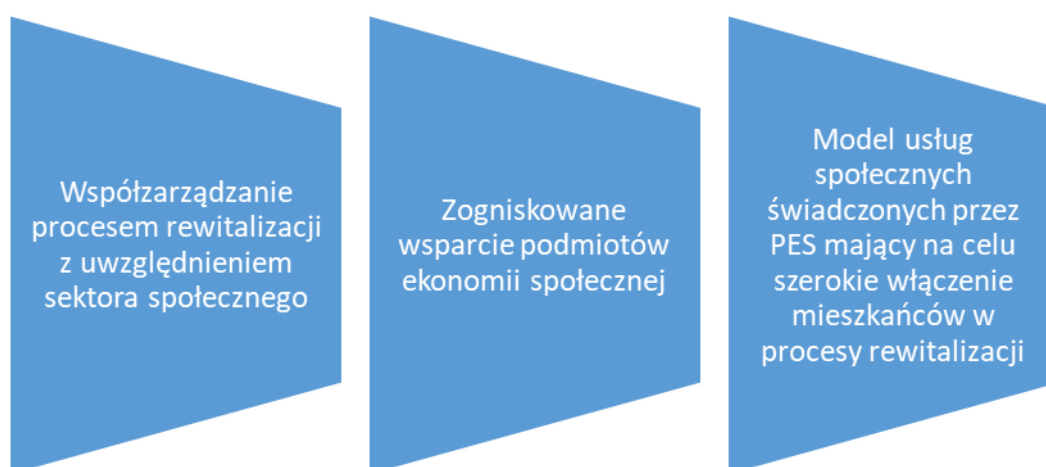 Współzarządzanie
procesem rewitalizacji
z uwzględnieniem
sektora społecznego
Zogniskowane
wsparcie podmiotów
ekonomii społecznej
Model usług
społecznych
świadczonych przez
PES mający na celu
szerokie włączenie
mieszkańców w
procesy rewitalizacji